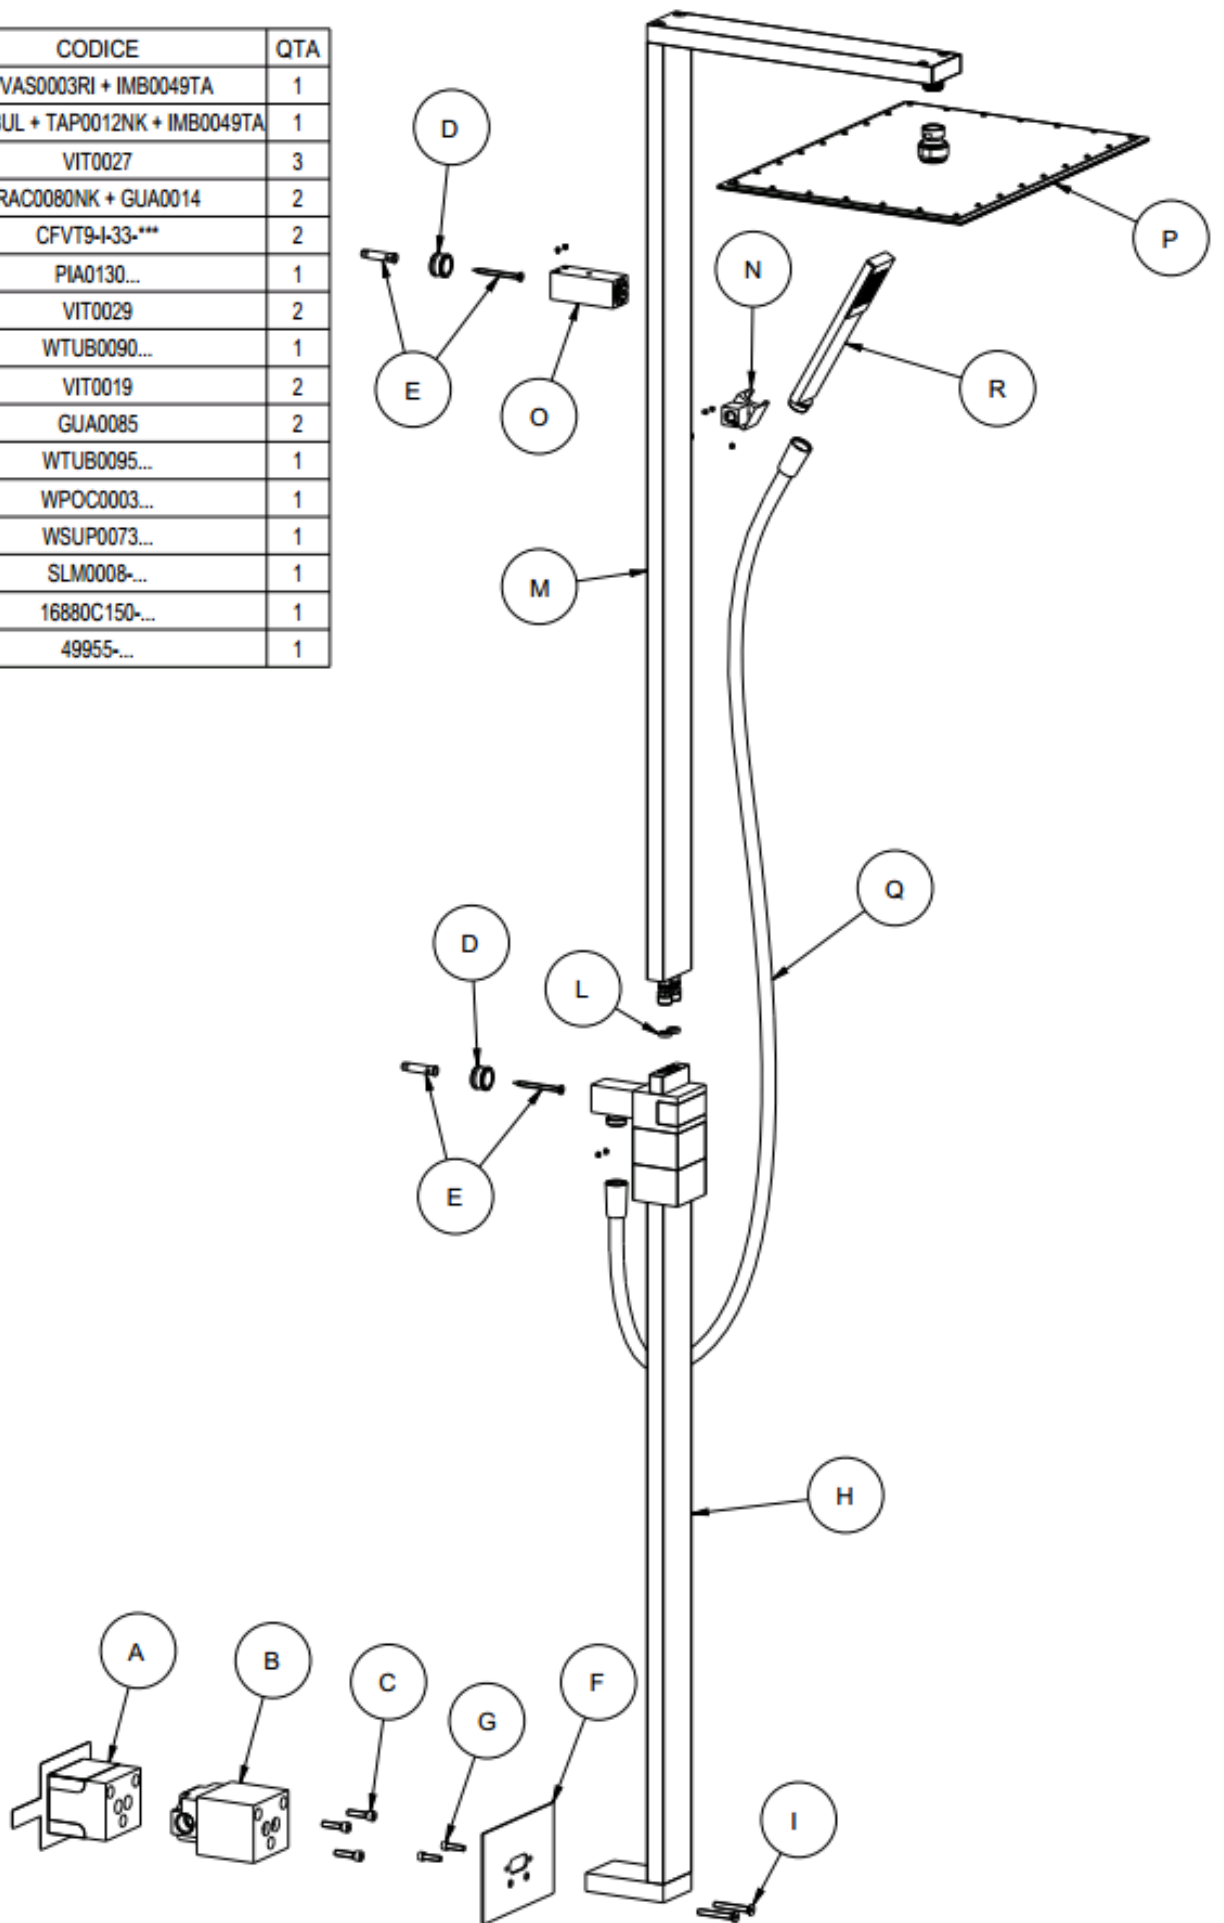 CODICE QTA
VAS0003RI + IMB0049TA 1
UL + TAP0012NK + IMB0049TA 1
VIT0027 3
RAC0080NK + GUA0014 2
CFVT9-I-33-*** 2
PIA0130... 1
VIT0029 2
WTUB0090... 1
VIT0019 2
GUA0085 2
WTUB0095... 1
WPOC0003... 1
WSUP0073... 1
SLM0008-... 1
16880C150-... 1
49955-... 1
D
P
N
E
O
R
M
Q
D
L
E
H
A
B
C
F
G
I